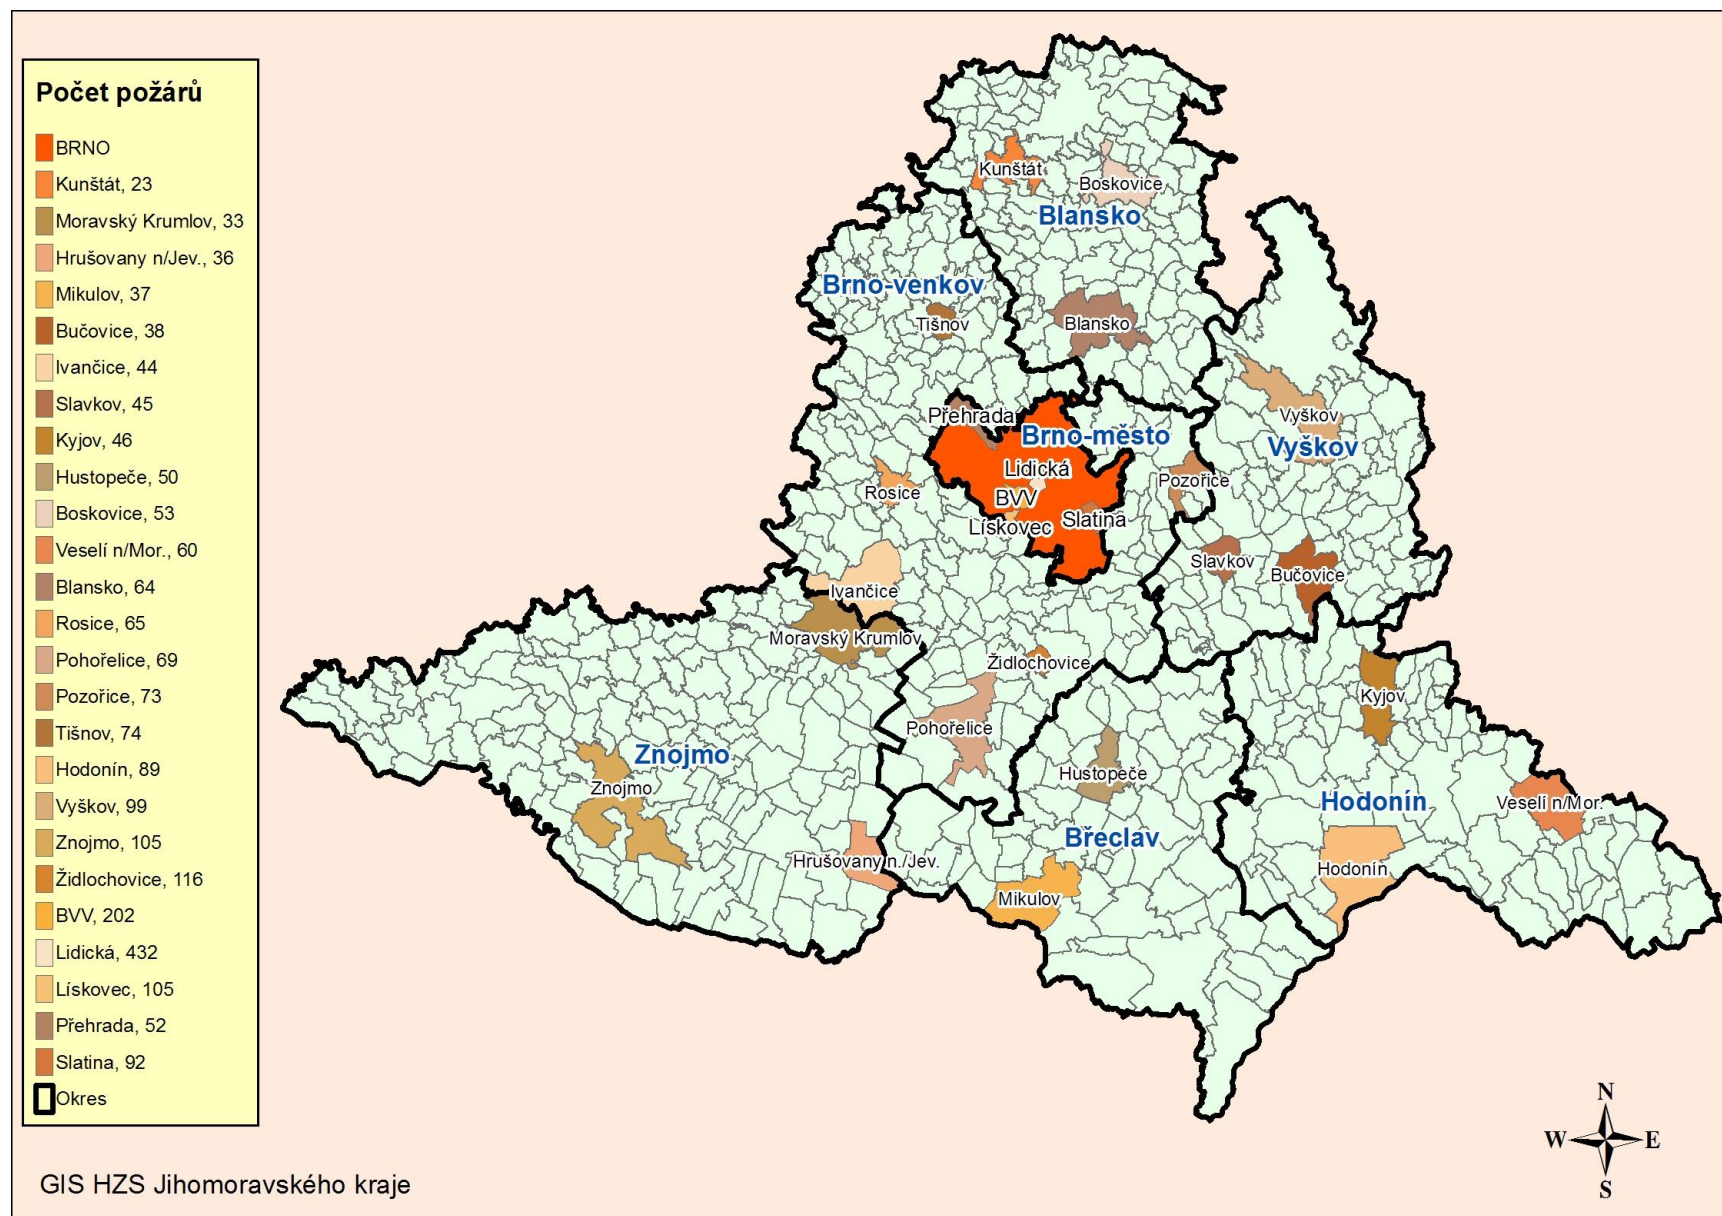 Počet požárů
BRNO
Kunštát, 23
Moravský Krumlov, 33
Hrušovany n/Jev., 36
Mikulov, 37
Bučovice, 38
Ivančice, 44
Slavkov, 45
Kyjov, 46
Hustopeče, 50
Boskovice, 53
Veselí n/Mor., 60
Blansko, 64
Rosice, 65
Pohořelice, 69
Pozořice, 73
Tišnov, 74
Hodonín, 89
Vyškov, 99
Znojmo, 105
Židlochovice, 116
BVV, 202
Lidická, 432
Lískovec, 105
Přehrada, 52
Slatina, 92
Okres
Kunštát
Boskovice
Blansko
Brno-venkov
Tišnov
Blansko
Přehrada
Vyškov
Brno-město
Vyškov
Lidická
Pozořice
Rosice
BVV
Lískovec
Slatina
Slavkov
Bučovice
Ivančice
Moravský Krumlov
Židlochovice
Kyjov
Pohořelice
Znojmo
Hustopeče
Znojmo
Hodonín
Veselí n/Mor.
Břeclav
Hrušovany n./Jev.
Hodonín
Mikulov
N
W
E
S
GIS HZS Jihomoravského kraje